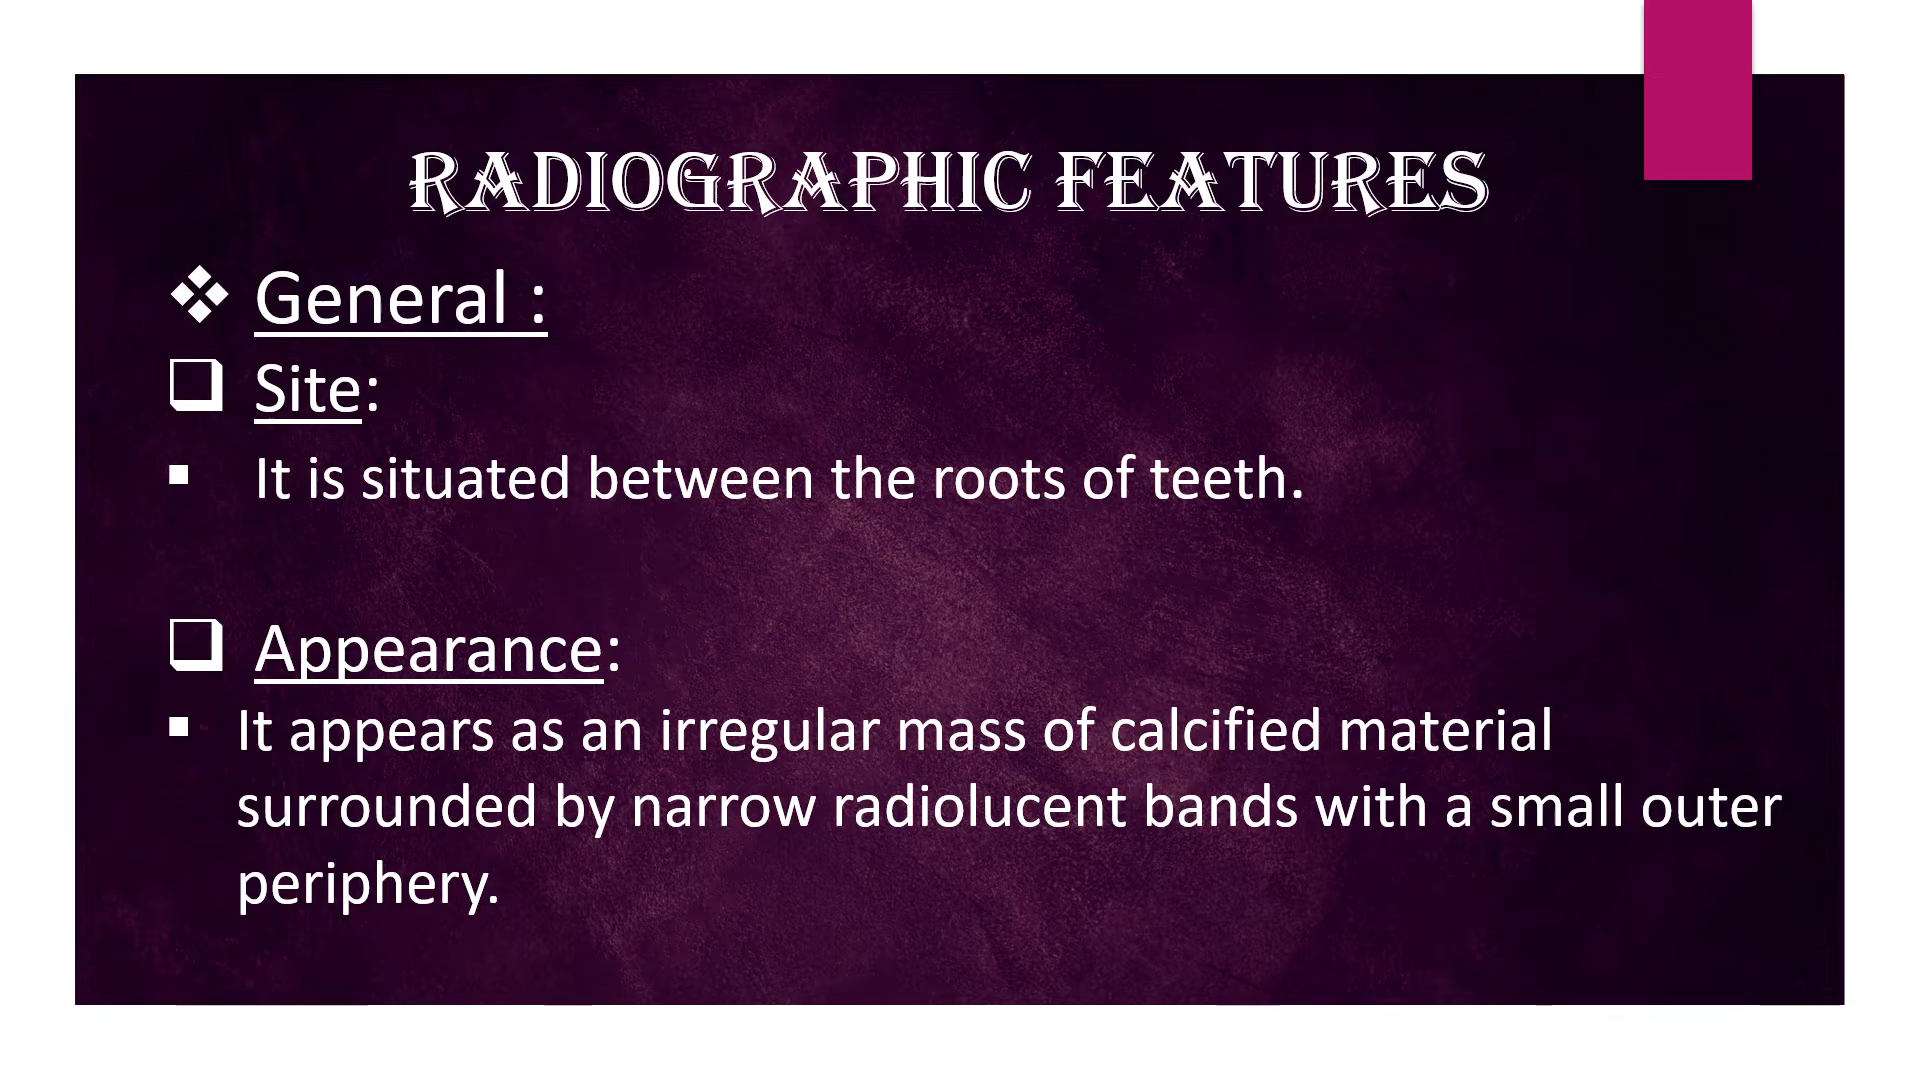 RADIOGRAPHIC FEATURES
❖ General :
❑ Site:
▪ It is situated between the roots of teeth.
❑ Appearance:
▪ It appears as an irregular mass of calcified material
surrounded by narrow radiolucent bands with a small outer
periphery.